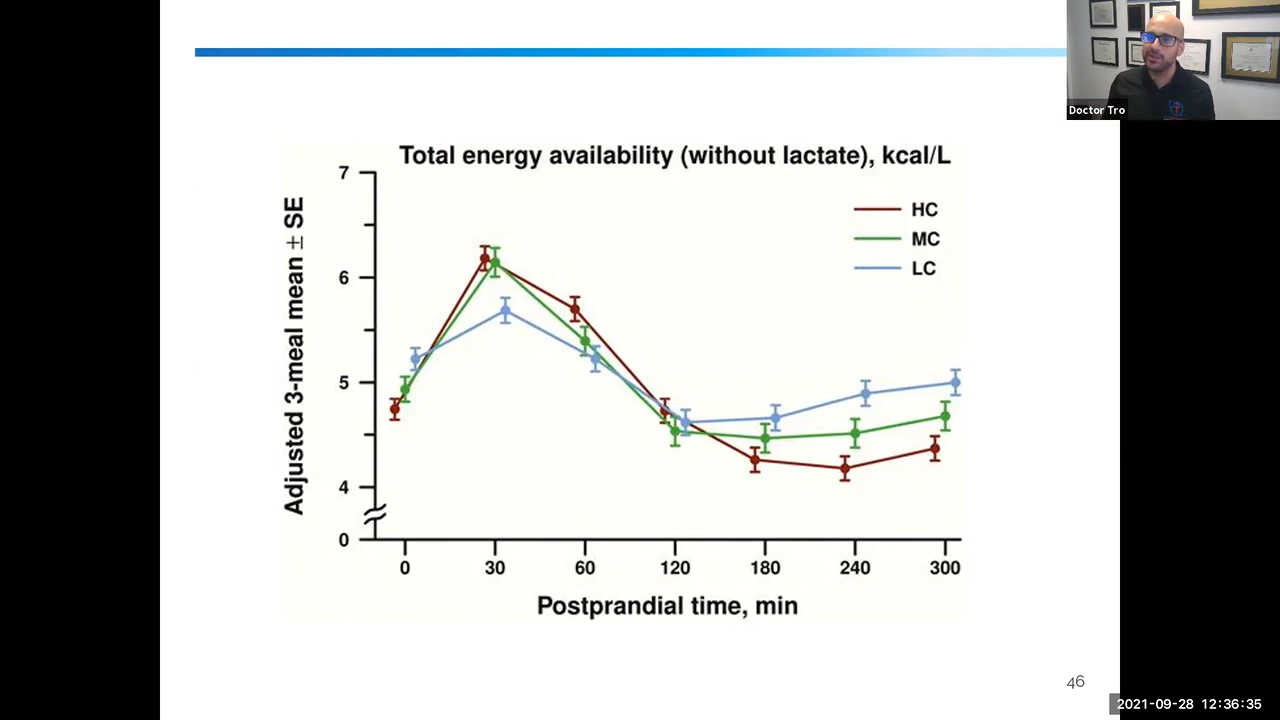 Doctor Tro
Total energy availability (without lactate), kcal/L
Adjusted 3-meal mean ± SE
7
6
5
4
0
HC
MC
LC
0 30 60 120 180 240 300
Postprandial time, min
46
2021-09-28 12:36:35